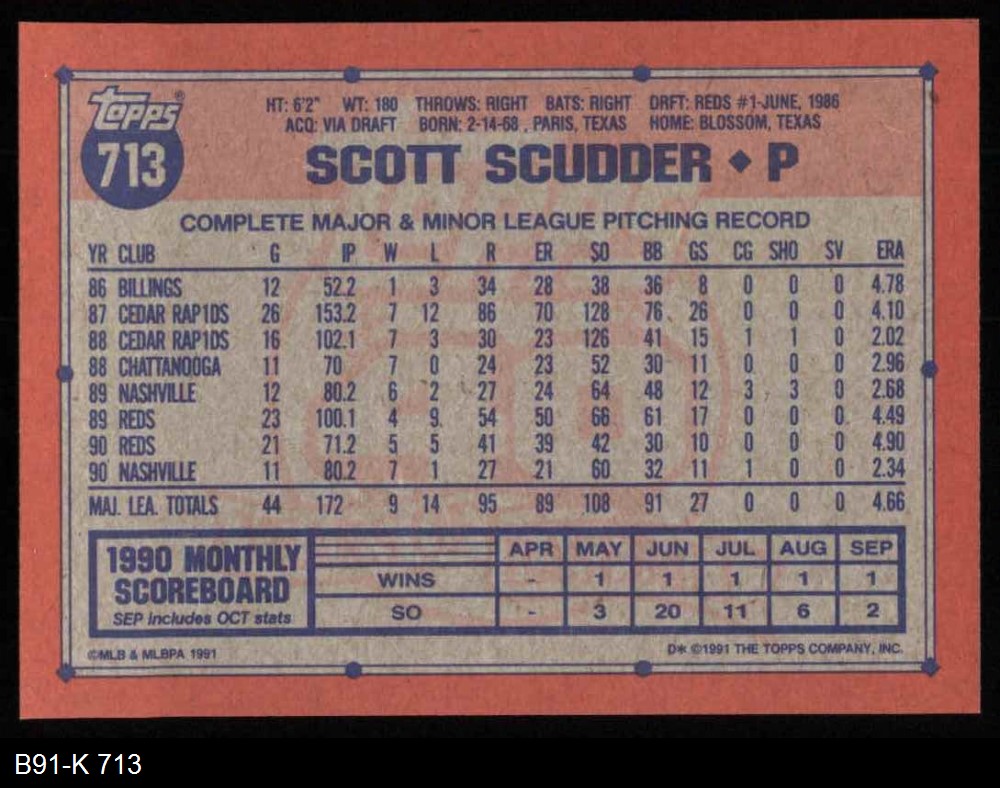 topps®
713
HT: 6'2" WT: 180 THROWS: RIGHT BATS: RIGHT DRFT: REDS #1-JUNE, 1986
ACQ: VIA DRAFT BORN: 2-14-68 , PARIS, TEXAS HOME: BLOSSOM, TEXAS
SCOTT SCUDDER ◆ P
COMPLETE MAJOR & MINOR LEAGUE PITCHING RECORD
YR CLUB G IP W L R ER SO BB GS CG SHO SV ERA
86 BILLINGS 12 52.2 1 3 34 28 38 36 8 0 0 0 4.78
87 CEDAR RAP1DS 26 153.2 7 12 86 70 128 76 26 0 0 0 4.10
88 CEDAR RAP1DS 16 102.1 7 3 30 23 126 41 15 1 1 0 2.02
88 CHATTANOOGA 11 70 7 0 24 23 52 30 11 0 0 0 2.96
89 NASHVILLE 12 80.2 6 2 27 24 64 48 12 3 3 0 2.68
89 REDS 23 100.1 4 9 54 50 66 61 17 0 0 0 4.49
90 REDS 21 71.2 5 5 41 39 42 30 10 0 0 0 4.90
90 NASHVILLE 11 80.2 7 1 27 21 60 32 11 1 0 0 2.34
MAJ. LEA. TOTALS 44 172 9 14 95 89 108 91 27 0 0 0 4.66
1990 MONTHLY SCOREBOARD
SEP includes OCT stats
APR MAY JUN JUL AUG SEP
WINS - 1 1 1 1 1
SO - 3 20 11 6 2
©MLB & MLBPA 1991 D* ©1991 THE TOPPS COMPANY, INC.
B91-K 713